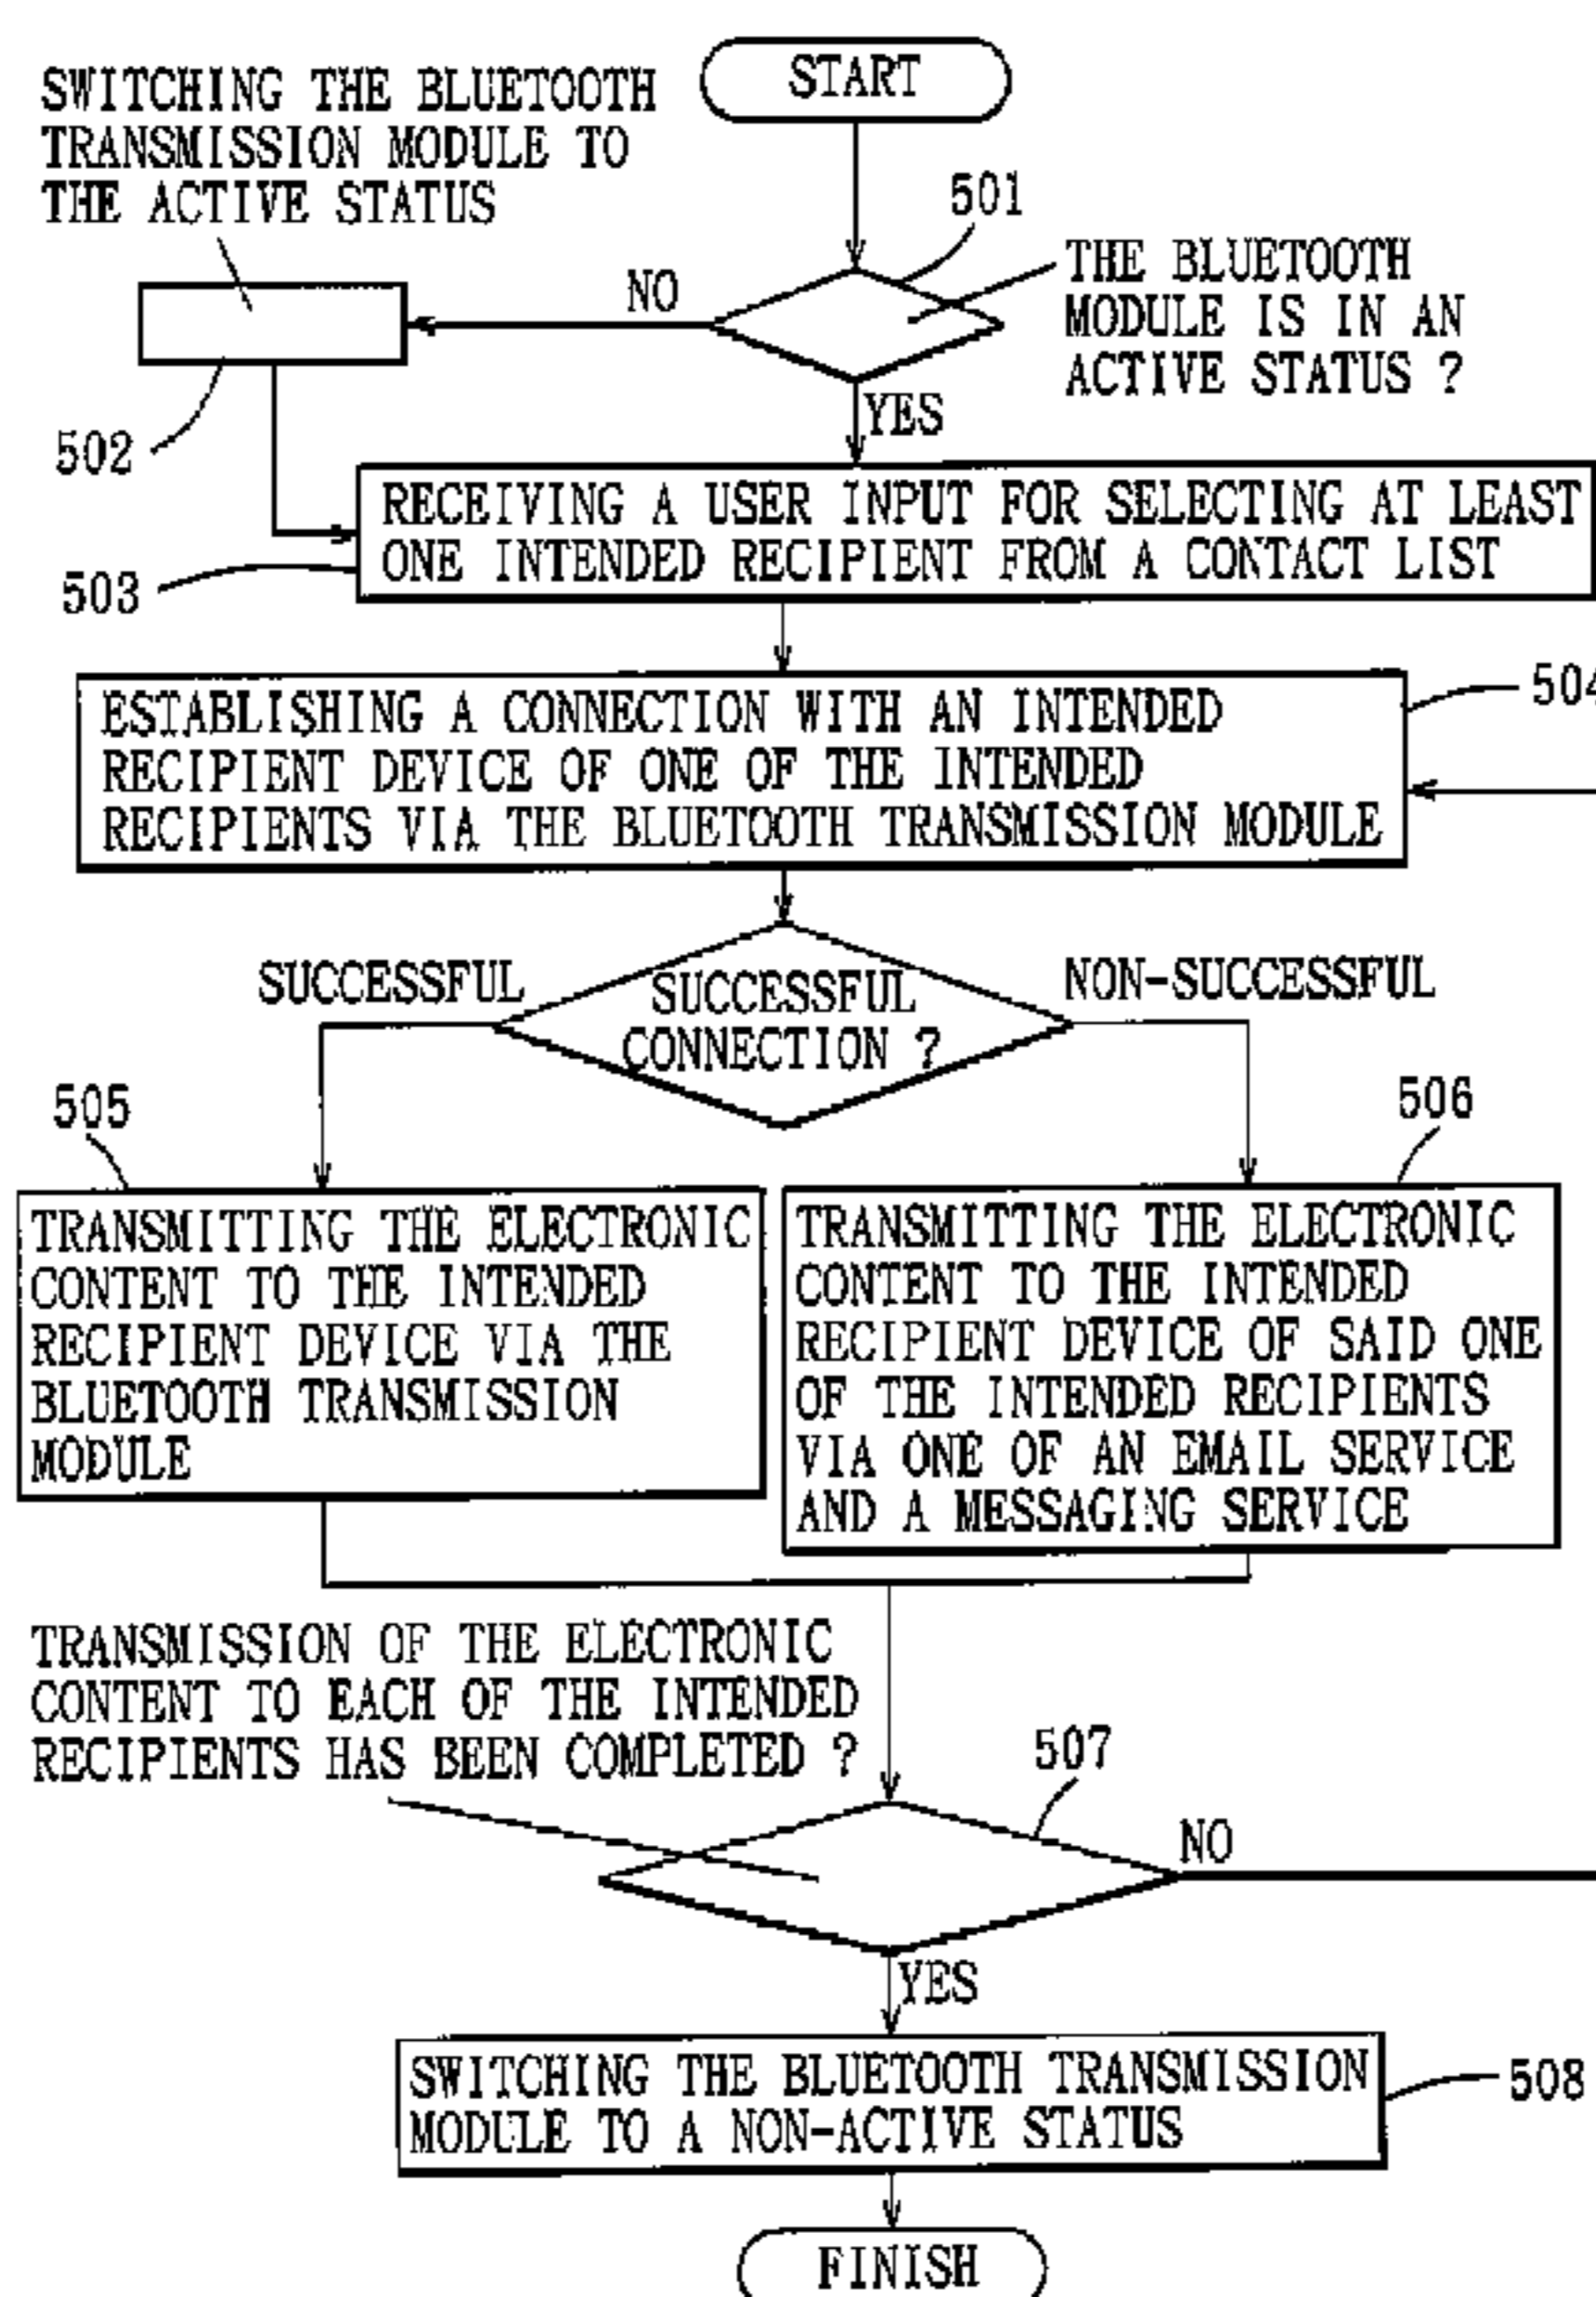 START
SWITCHING THE BLUETOOTH
TRANSMISSION MODULE TO
THE ACTIVE STATUS
501
THE BLUETOOTH
MODULE IS IN AN
ACTIVE STATUS ?
NO
YES
502
RECEIVING A USER INPUT FOR SELECTING AT LEAST
ONE INTENDED RECIPIENT FROM A CONTACT LIST
503
ESTABLISHING A CONNECTION WITH AN INTENDED
RECIPIENT DEVICE OF ONE OF THE INTENDED
RECIPIENTS VIA THE BLUETOOTH TRANSMISSION MODULE
504
SUCCESSFUL
SUCCESSFUL
CONNECTION ?
NON-SUCCESSFUL
505
506
TRANSMITTING THE ELECTRONIC
CONTENT TO THE INTENDED
RECIPIENT DEVICE VIA THE
BLUETOOTH TRANSMISSION
MODULE
TRANSMITTING THE ELECTRONIC
CONTENT TO THE INTENDED
RECIPIENT DEVICE OF SAID ONE
OF THE INTENDED RECIPIENTS
VIA ONE OF AN EMAIL SERVICE
AND A MESSAGING SERVICE
TRANSMISSION OF THE ELECTRONIC
CONTENT TO EACH OF THE INTENDED
RECIPIENTS HAS BEEN COMPLETED ?
507
NO
YES
SWITCHING THE BLUETOOTH TRANSMISSION
MODULE TO A NON-ACTIVE STATUS
508
FINISH